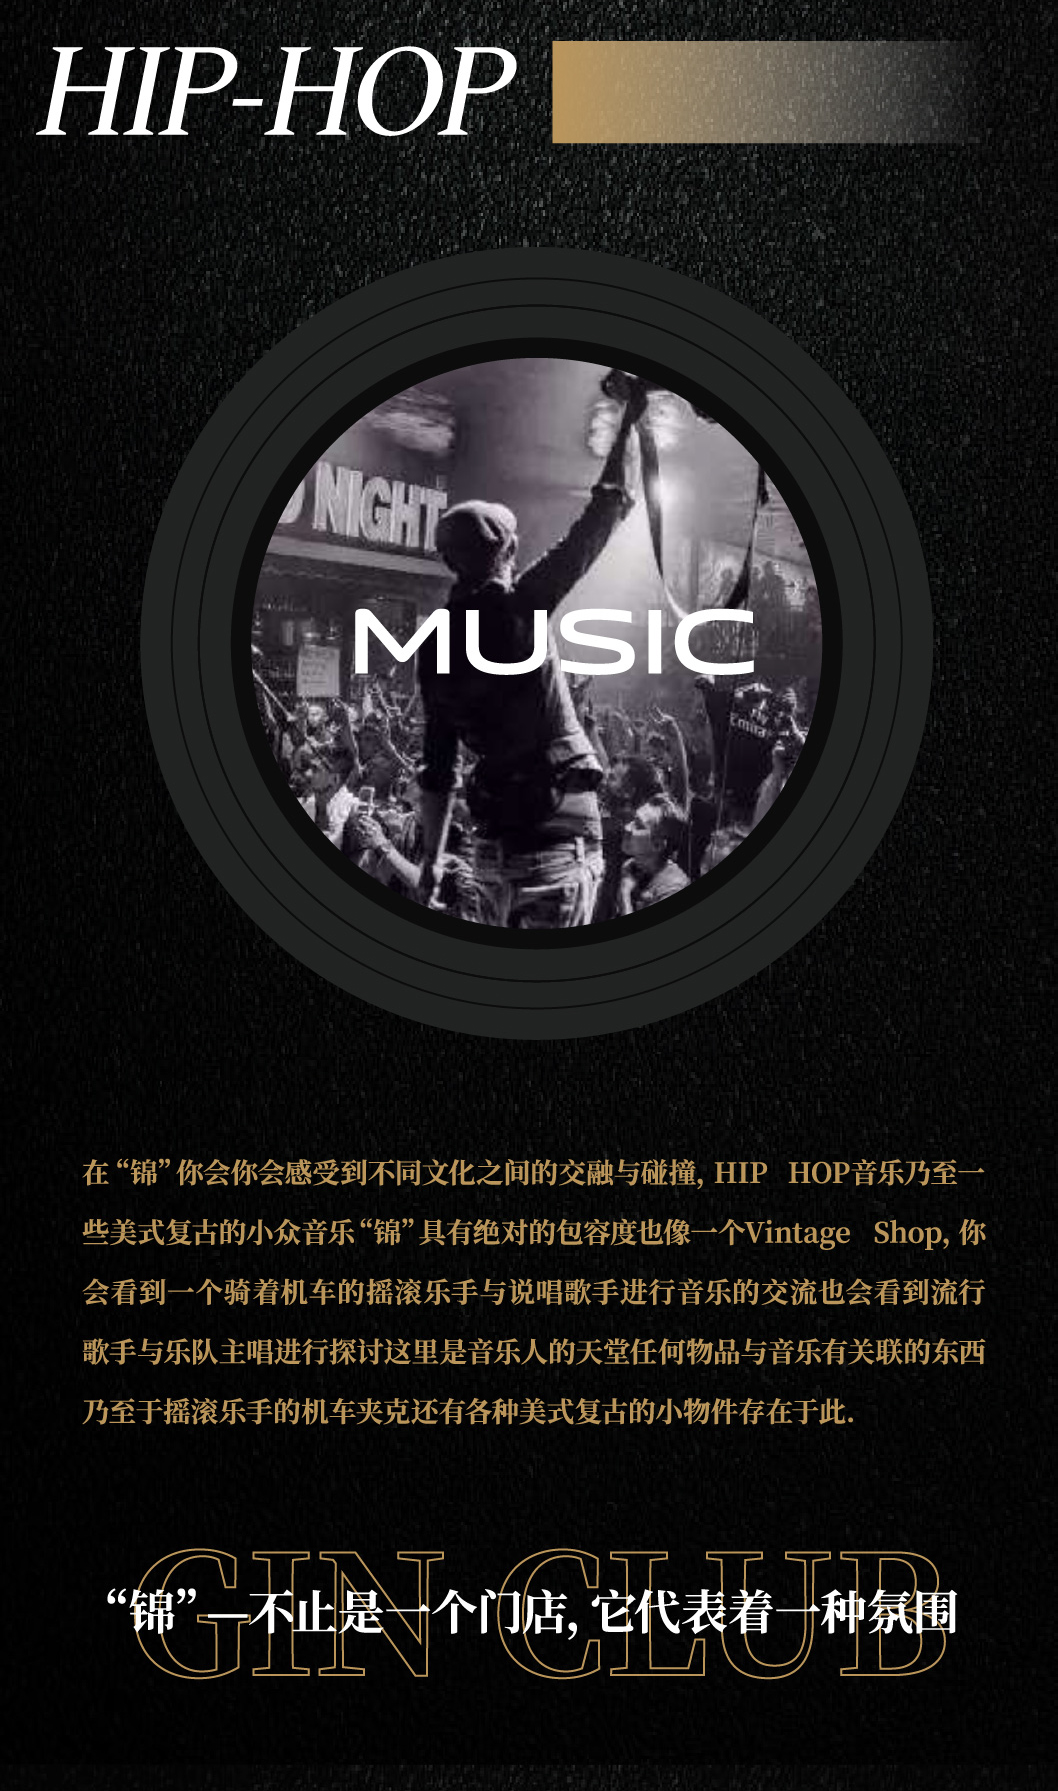 HIP-HOP
NIGHT
MUSIC
Emira
在“锦”你会你会感受到不同文化之间的交融与碰撞, HIP HOP音乐乃至一
些美式复古的小众音乐“锦”具有绝对的包容度也像一个Vintage Shop, 你
会看到一个骑着机车的摇滚乐手与说唱歌手进行音乐的交流也会看到流行
歌手与乐队主唱进行探讨这里是音乐人的天堂任何物品与音乐有关联的东西
乃至于摇滚乐手的机车夹克还有各种美式复古的小物件存在于此.
GIN CLUB
“锦”—不止是一个门店, 它代表着一种氛围